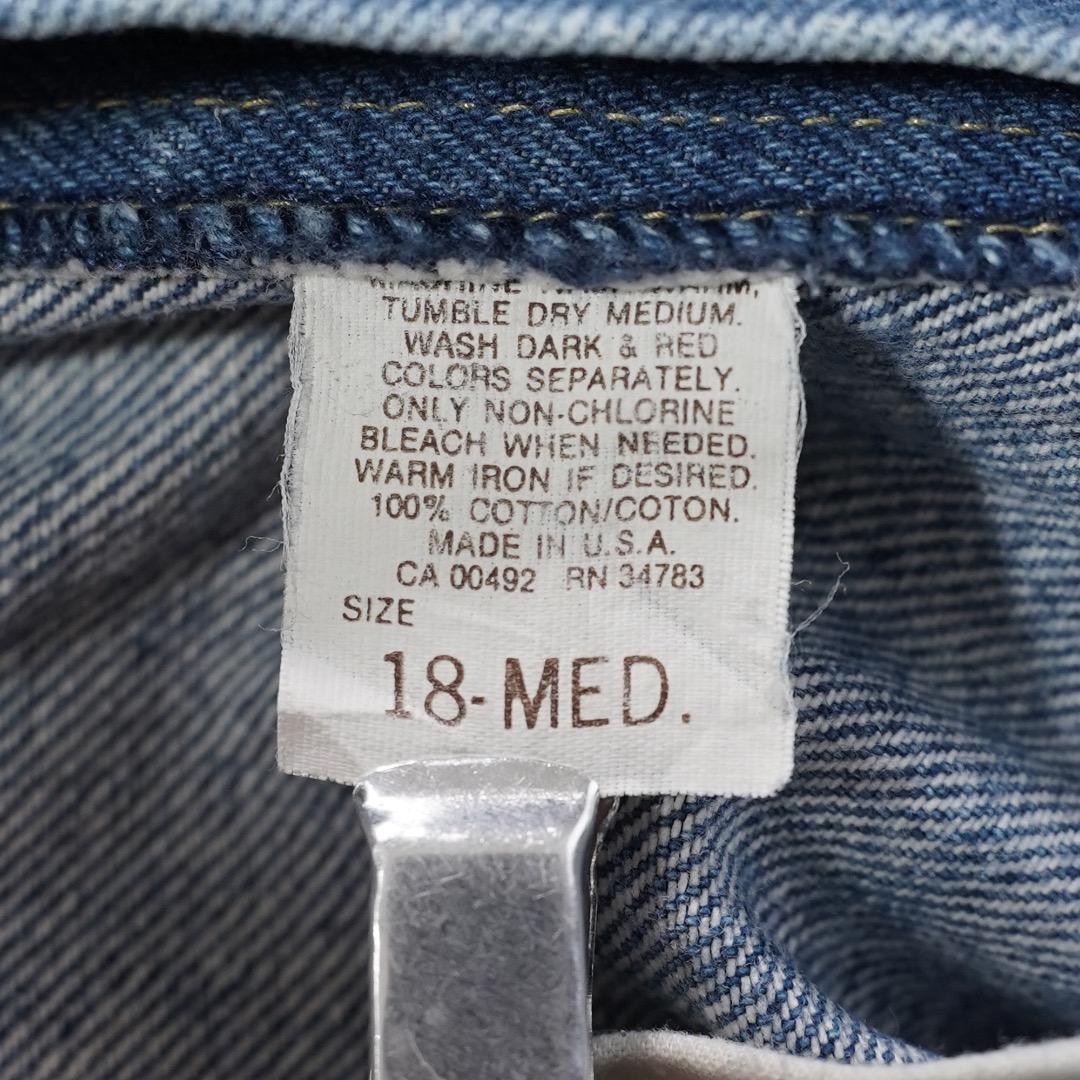 TUMBLE DRY MEDIUM.
WASH DARK & RED
COLORS SEPARATELY.
ONLY NON-CHLORINE
BLEACH WHEN NEEDED.
WARM IRON IF DESIRED.
100% COTTON/COTON.
MADE IN U.S.A.
CA 00492 RN 34783
SIZE
18-MED.